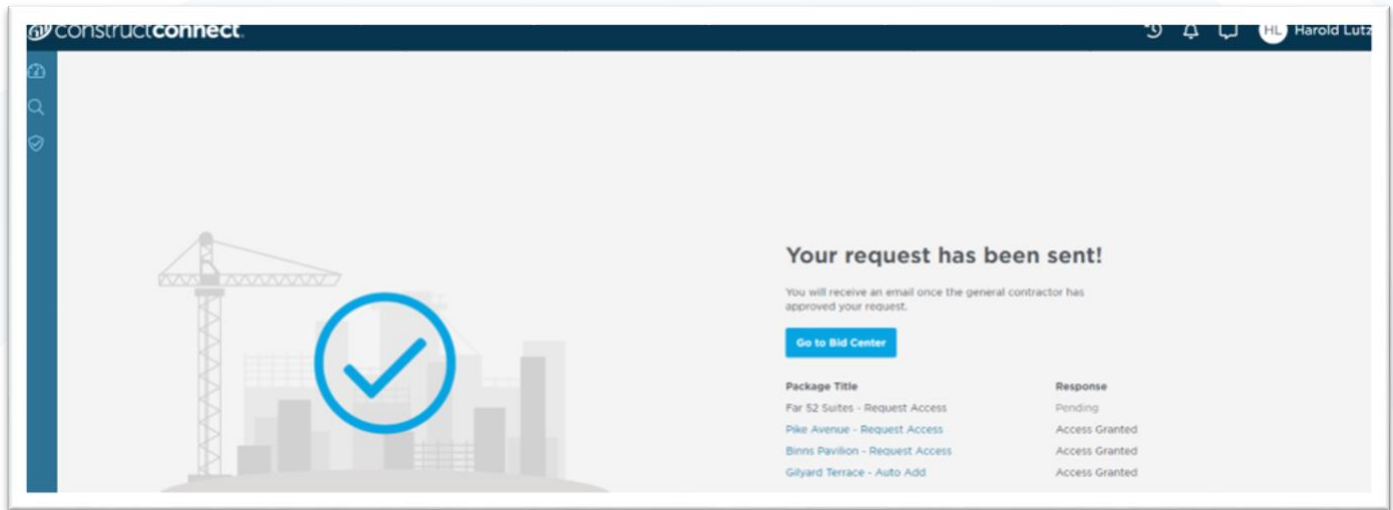 constructconnect.
HL Harold Lutz
Your request has been sent!
You will receive an email once the general contractor has
approved your request.
Go to Bid Center
Package Title Response
Far 52 Suites - Request Access Pending
Pike Avenue - Request Access Access Granted
Binns Pavilion - Request Access Access Granted
Gilyard Terrace - Auto Add Access Granted